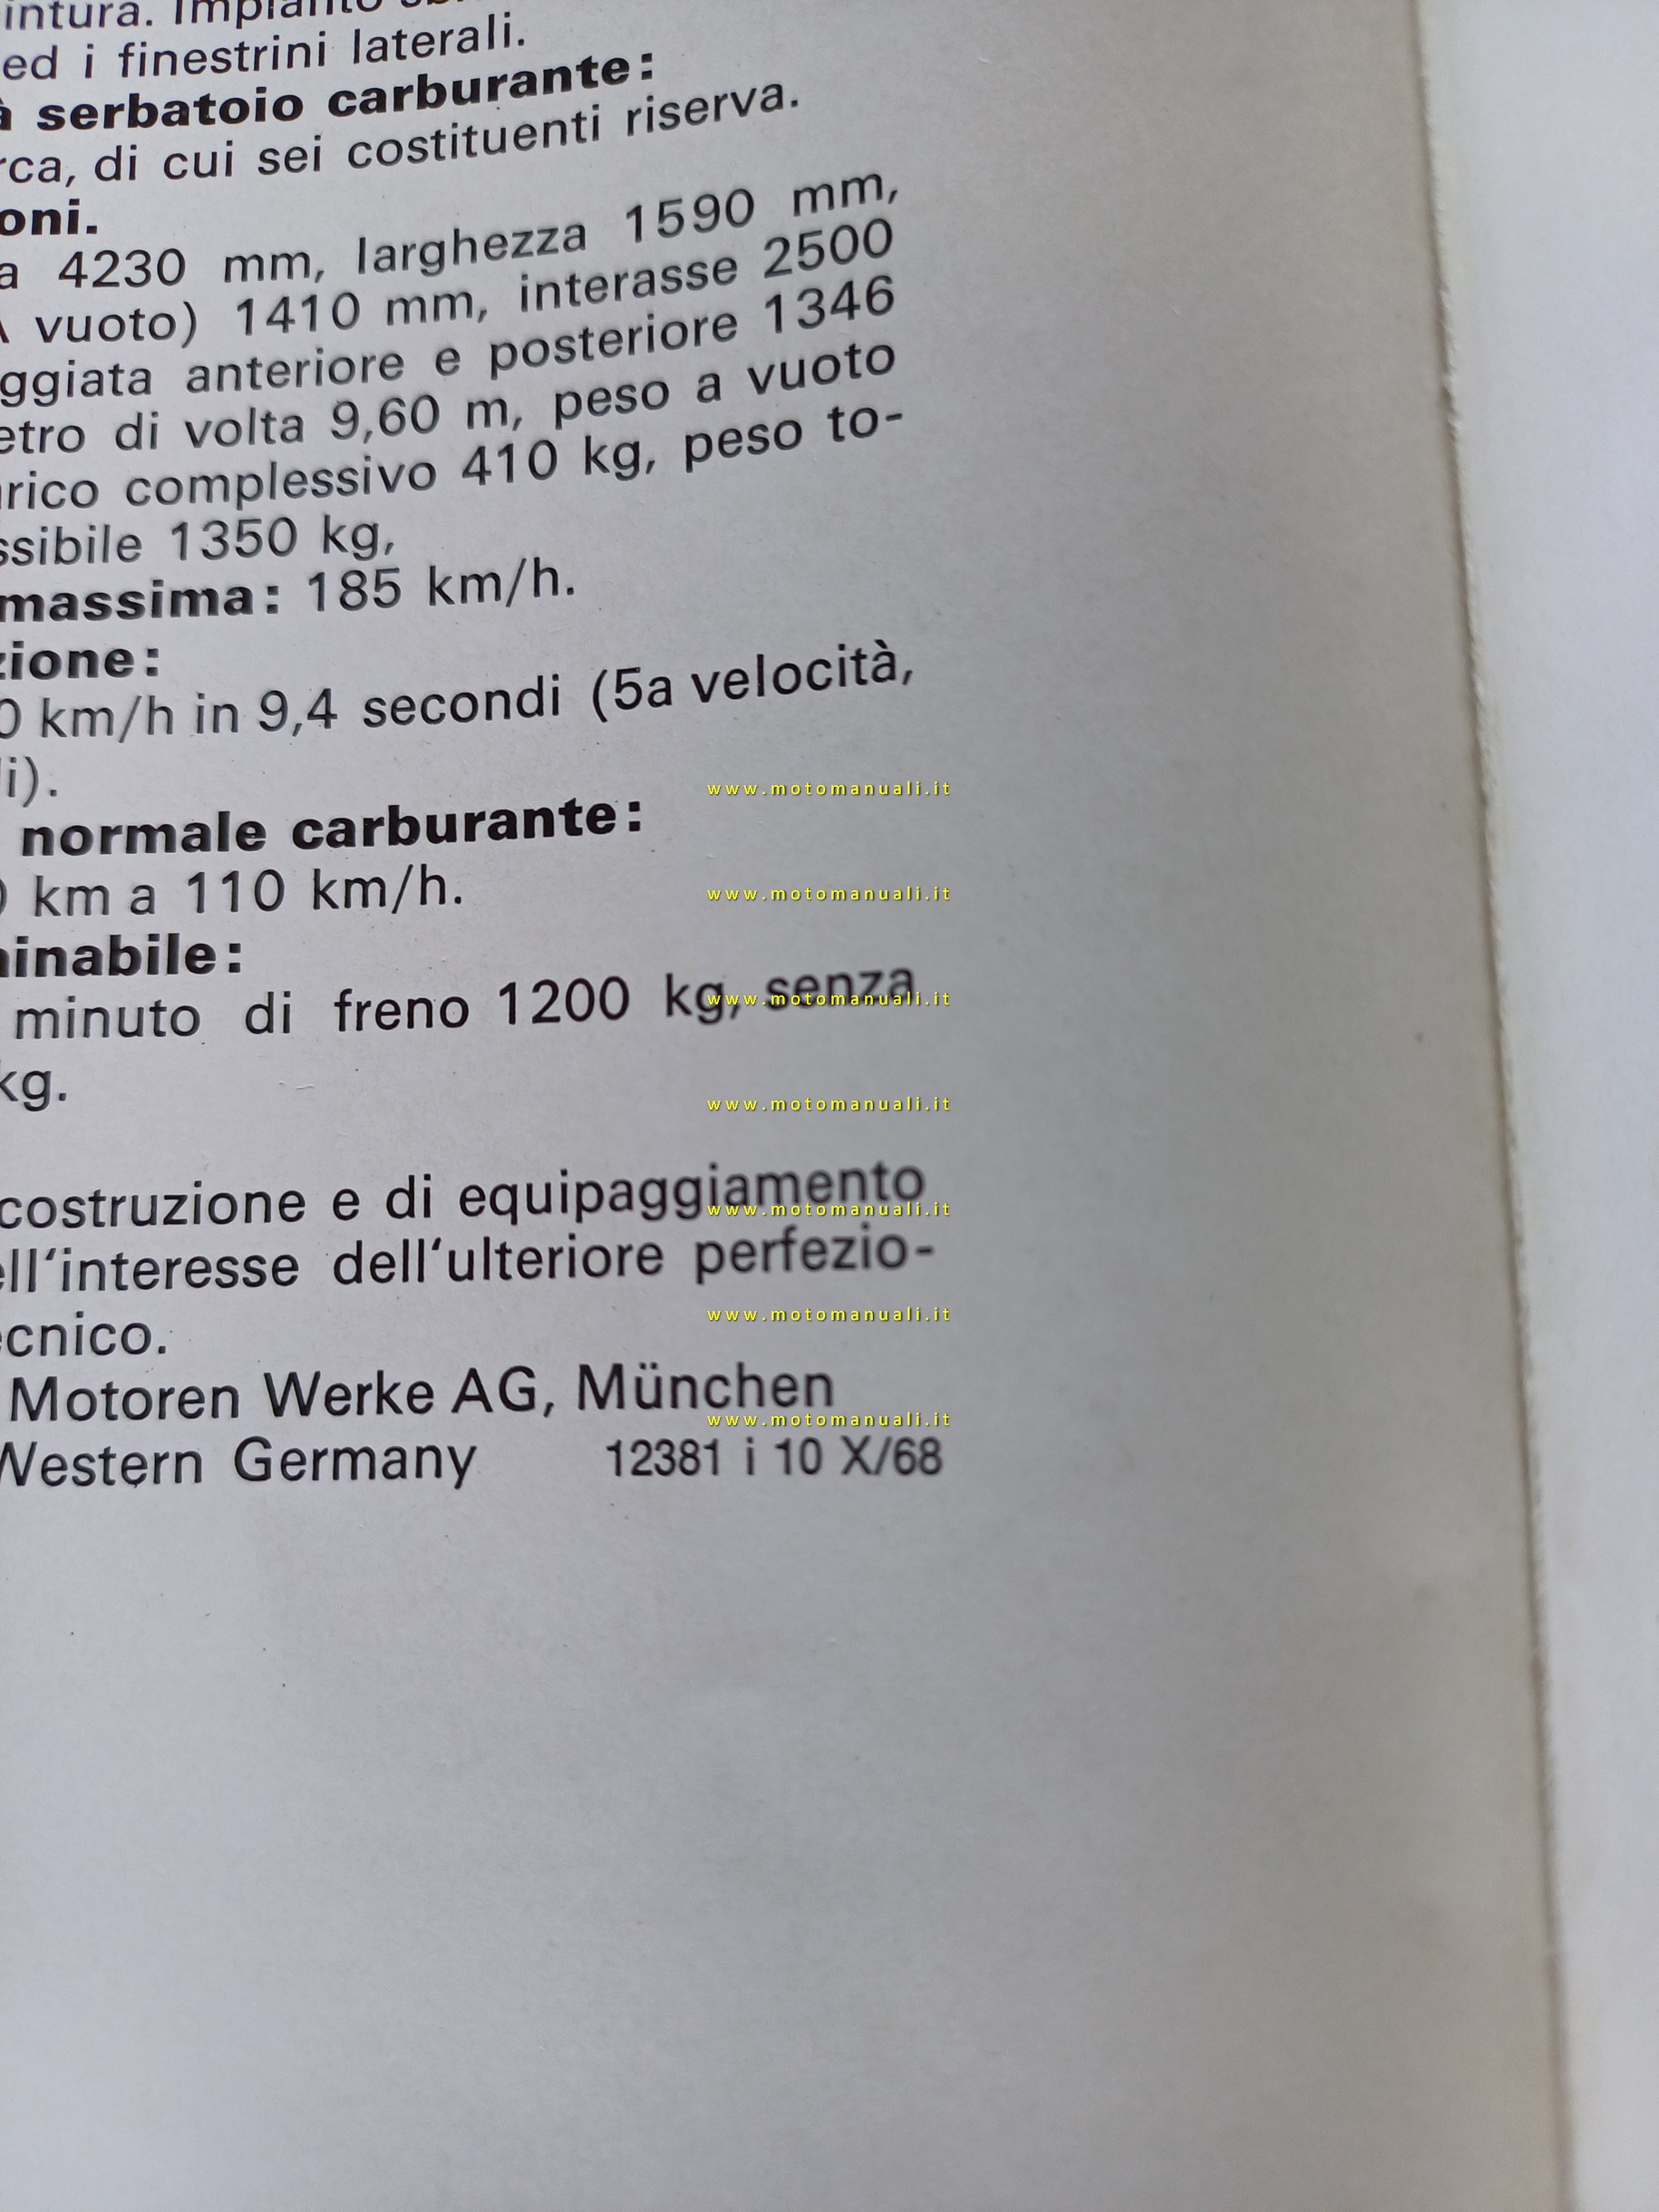 intura. Impianto
ed i finestrini laterali.
à serbatoio carburante:
rca, di cui sei costituenti riserva.
oni.
a 4230 mm, larghezza 1590 mm,
vuoto) 1410 mm, interasse 2500
ggiata anteriore e posteriore 1346
etro di volta 9,60 m, peso a vuoto
rico complessivo 410 kg, peso to-
ssibile 1350 kg,
massima: 185 km/h.
zione:
0 km/h in 9,4 secondi (5a velocità,
i).
normale carburante:
km a 110 km/h.
inabile:
minuto di freno 1200 kg, senza
kg.
costruzione e di equipaggiamento
ell‘interesse dell‘ulteriore perfezio-
ecnico.
Motoren Werke AG, München
Western Germany 12381 i 10 X/68
www.motomanuali.it
www.motomanuali.it
www.motomanuali.it
www.motomanuali.it
www.motomanuali.it
www.motomanuali.it
www.motomanuali.it